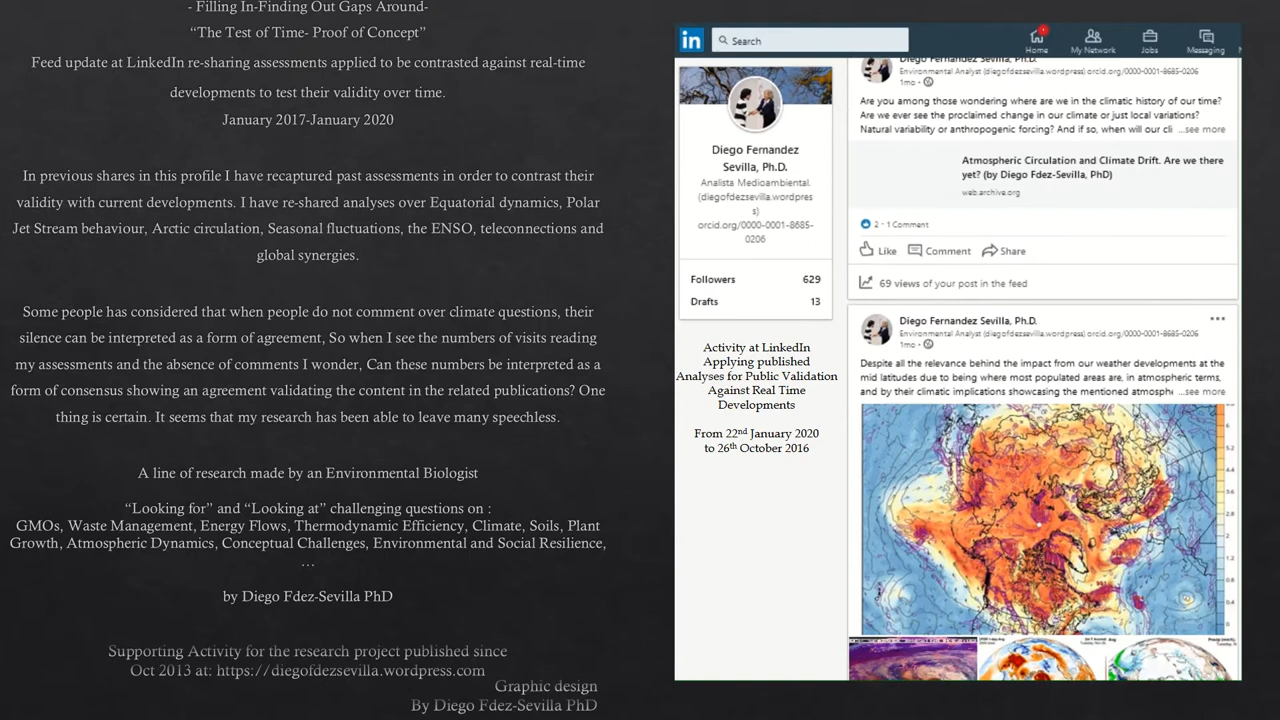 - Filling In-Finding Out Gaps Around-
“The Test of Time- Proof of Concept”
Feed update at LinkedIn re-sharing assessments applied to be contrasted against real-time
developments to test their validity over time.
January 2017-January 2020
In previous shares in this profile I have recaptured past assessments in order to contrast their
validity with current developments. I have re-shared analyses over Equatorial dynamics, Polar
Jet Stream behaviour, Arctic circulation, Seasonal fluctuations, the ENSO, teleconnections and
global synergies.
Some people has considered that when people do not comment over climate questions, their
silence can be interpreted as a form of agreement, So when I see the numbers of visits reading
my assessments and the absence of comments I wonder, Can these numbers be interpreted as a
form of consensus showing an agreement validating the content in the related publications? One
thing is certain. It seems that my research has been able to leave many speechless.
A line of research made by an Environmental Biologist
“Looking for” and “Looking at” challenging questions on :
GMOs, Waste Management, Energy Flows, Thermodynamic Efficiency, Climate, Soils, Plant
Growth, Atmospheric Dynamics, Conceptual Challenges, Environmental and Social Resilience,
…
by Diego Fdez-Sevilla PhD
Supporting Activity for the research project published since
Oct 2013 at: https://diegofdezsevilla.wordpress.com
Graphic design
By Diego Fdez-Sevilla PhD
in
Search
Home
My Network
Jobs
Messaging
Diego Fernandez
Sevilla, Ph.D.
Analista Medioambiental.
(diegofdezsevilla.wordpres
s)
orcid.org/0000-0001-8685-
0206
Followers 629
Drafts 13
Activity at LinkedIn
Applying published
Analyses for Public Validation
Against Real Time
Developments
From 22nd January 2020
to 26th October 2016
Diego Fernandez Sevilla, Ph.D.
Environmental Analyst (diegofdezsevilla.wordpress) orcid.org/0000-0001-8685-0206
1mo •
Are you among those wondering where are we in the climatic history of our time?
Are we ever see the proclaimed change in our climate or just local variations?
Natural variability or anthropogenic forcing? And if so, when will our cli ...see more
Atmospheric Circulation and Climate Drift. Are we there
yet? (by Diego Fdez-Sevilla, PhD)
web.archive.org
2 · 1 Comment
Like Comment Share
69 views of your post in the feed
Diego Fernandez Sevilla, Ph.D.
Environmental Analyst (diegofdezsevilla.wordpress) orcid.org/0000-0001-8685-0206
1mo •
Despite all the relevance behind the impact from our weather developments at the
mid latitudes due to being where most populated areas are, in atmospheric terms,
and by their climatic implications showcasing the mentioned atmosphe ...see more